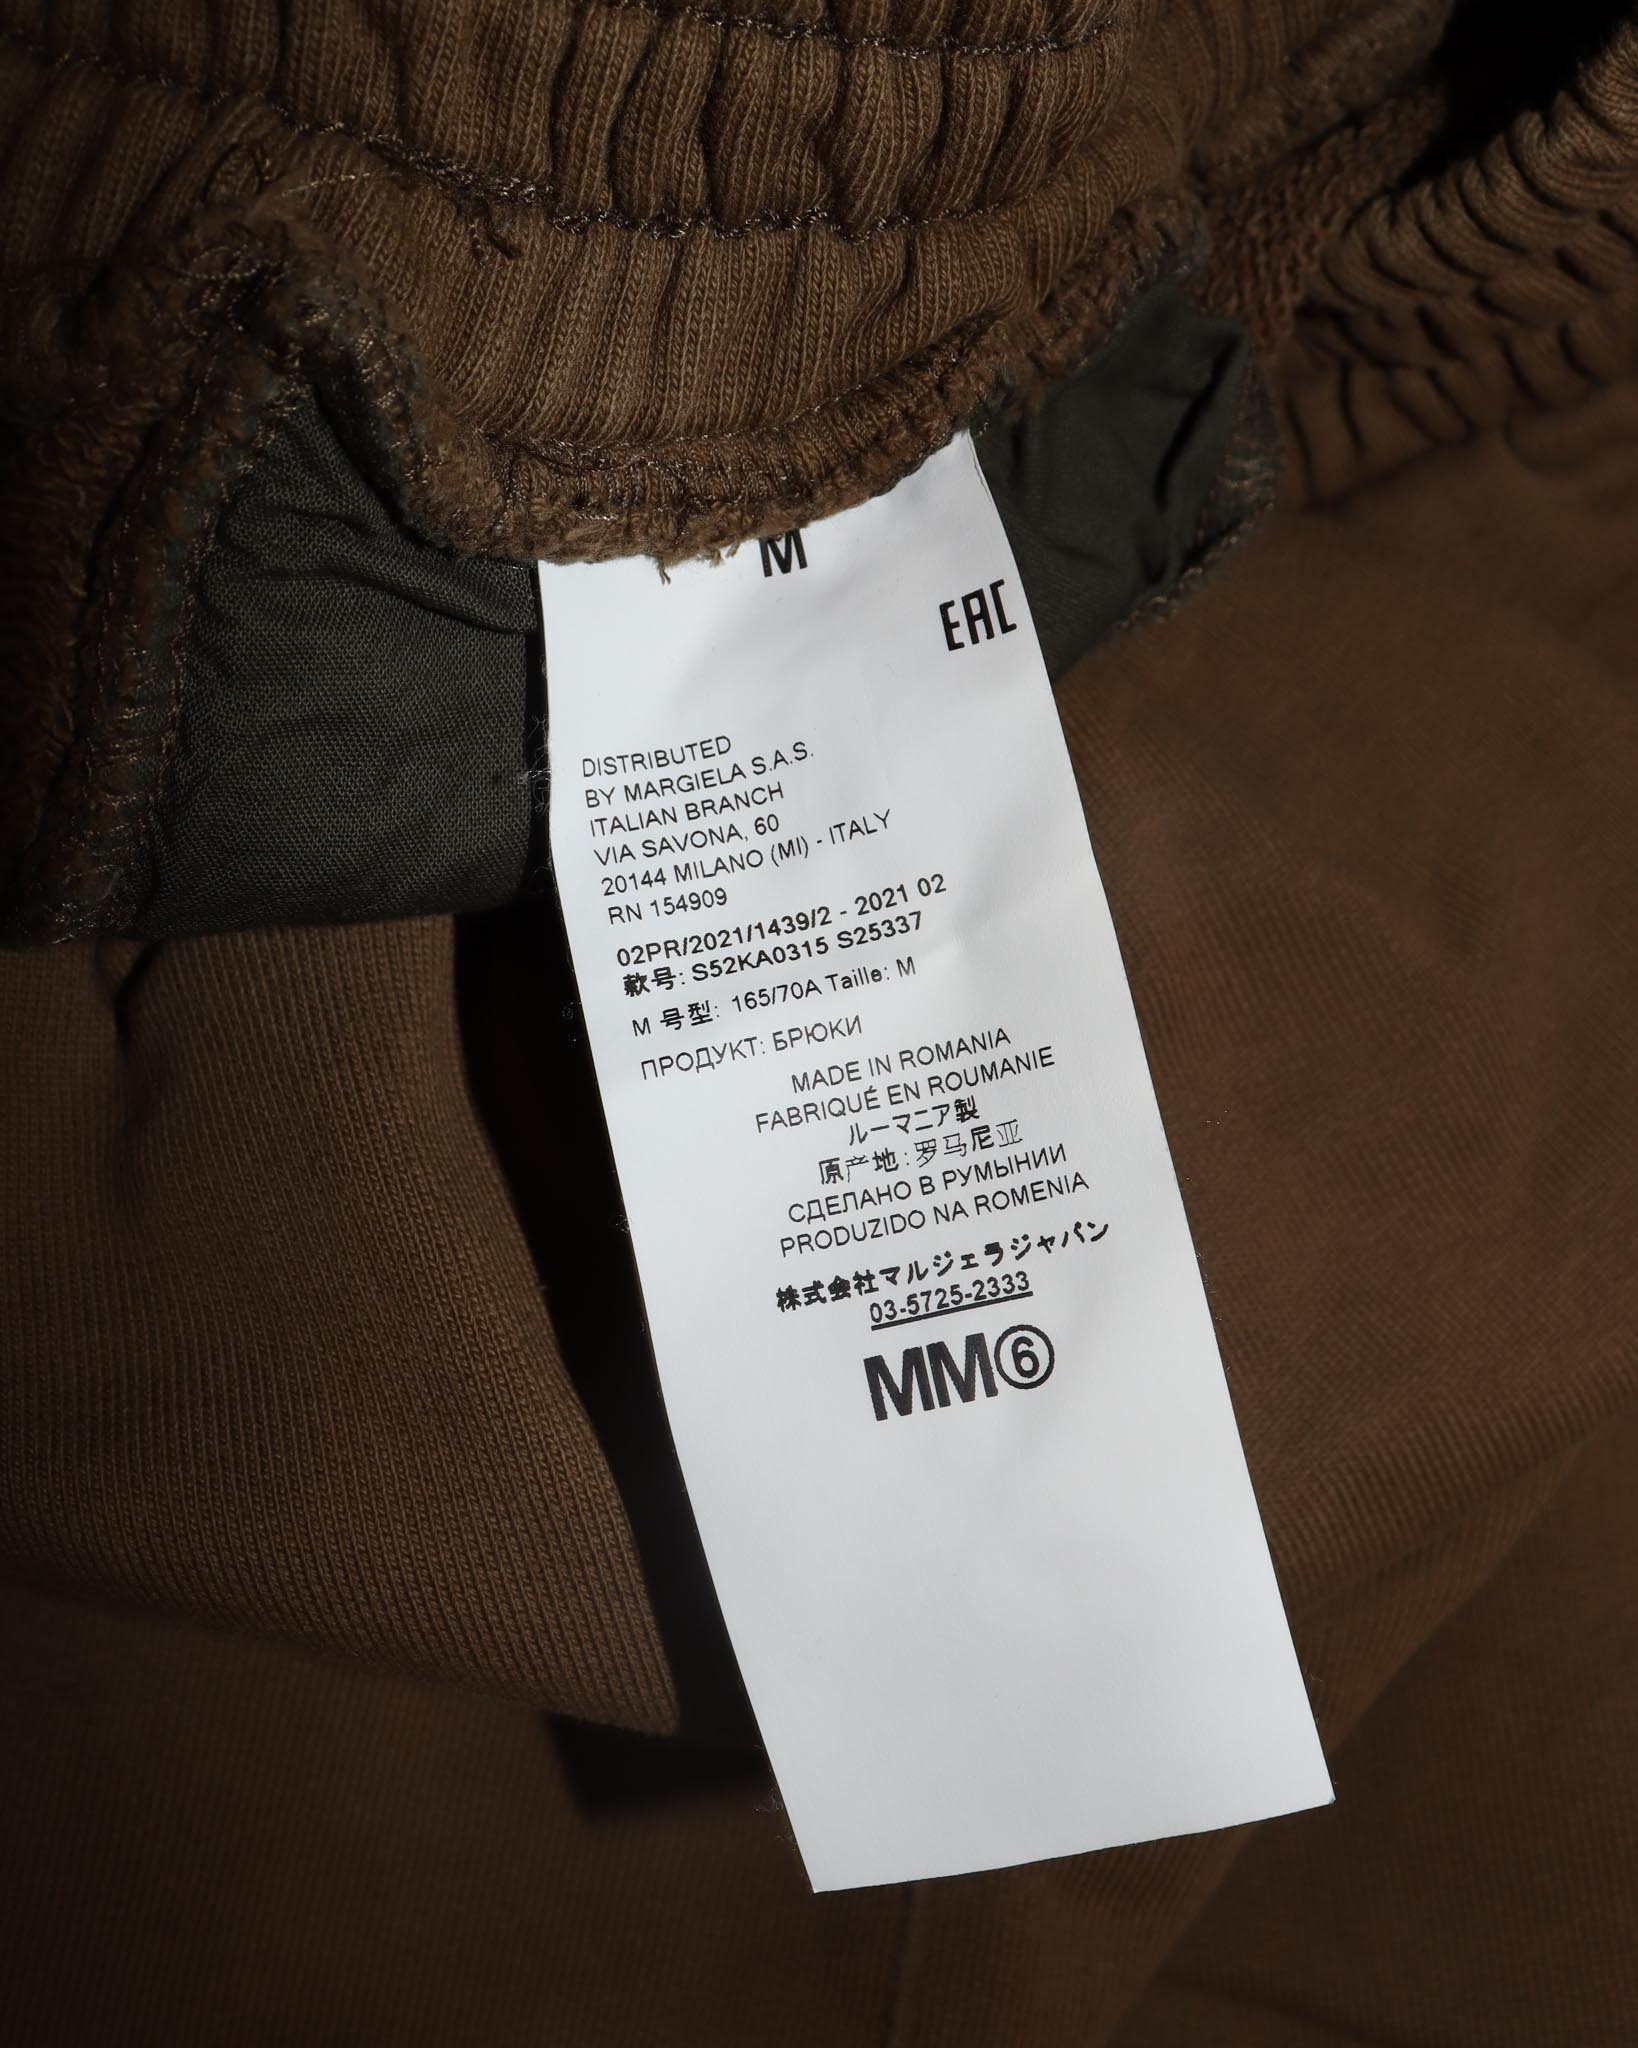 M
EAC
DISTRIBUTED
BY MARGIELA S.A.S.
ITALIAN BRANCH
VIA SAVONA, 60
20144 MILANO (MI) - ITALY
RN 154909
02PR/2021/1439/2 - 2021 02
款号: S52KA0315 S25337
M 号型: 165/70A Taille: M
ПРОДУКТ: БРЮКИ
MADE IN ROMANIA
FABRIQUÉ EN ROUMANIE
ルーマニア製
原产地: 罗马尼亚
СДЕЛАНО В РУМЫНИИ
PRODUZIDO NA ROMENIA
株式会社マルジェラジャパン
03-5725-2333
MM⑥